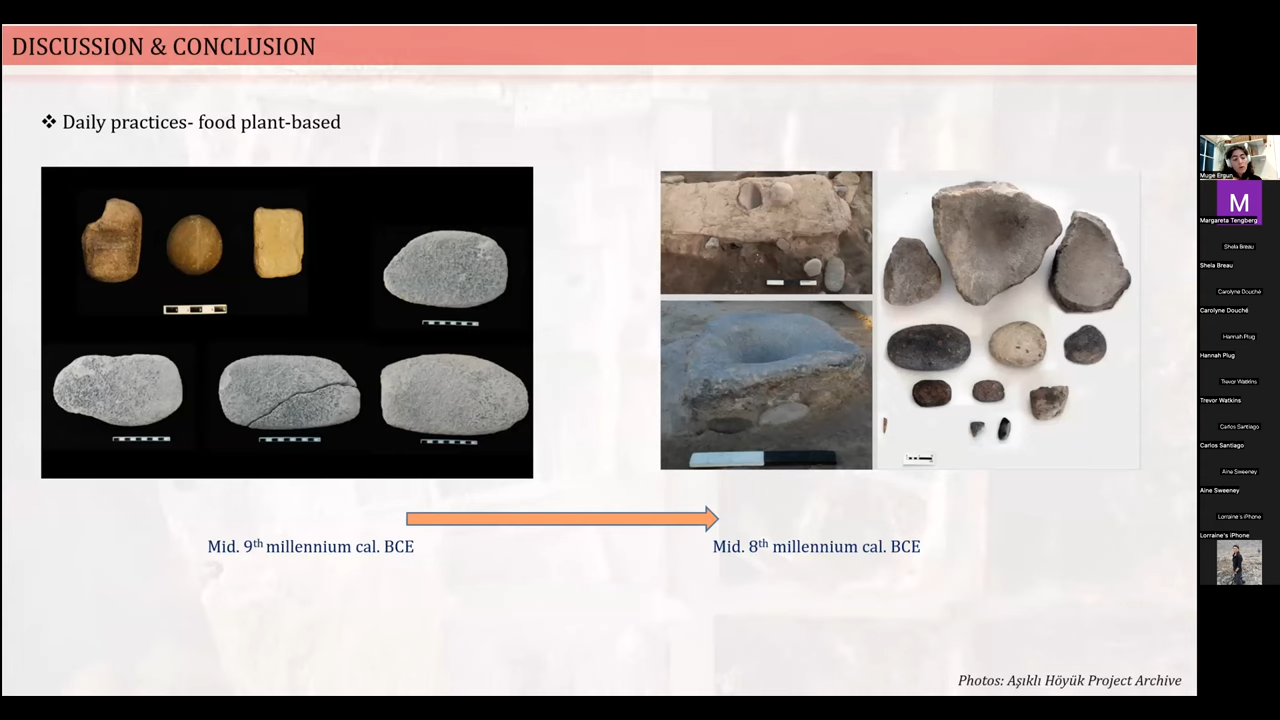 DISCUSSION & CONCLUSION
❖ Daily practices- food plant-based
Mid. 9th millennium cal. BCE
Mid. 8th millennium cal. BCE
Photos: Aşıklı Höyük Project Archive
Muge Ergun
M
Margareta Tengberg
Shela Breau
Shela Breau
Carolyne Douché
Carolyne Douché
Hannah Plug
Hannah Plug
Trevor Watkins
Trevor Watkins
Carlos Santiago
Carlos Santiago
Aine Sweeney
Aine Sweeney
Lorraine's iPhone
Lorraine's iPhone